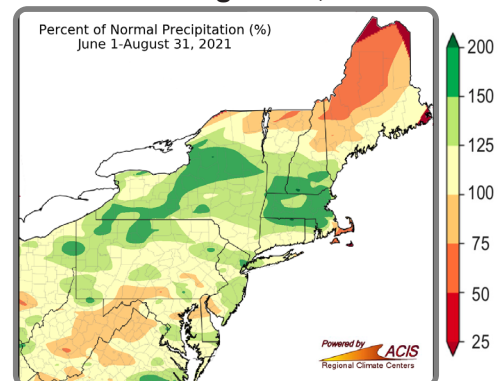 Percent of Normal Precipitation (%)
June 1-August 31, 2021
200
150
125
100
75
50
25
Powered by
ACIS
Regional Climate Centers